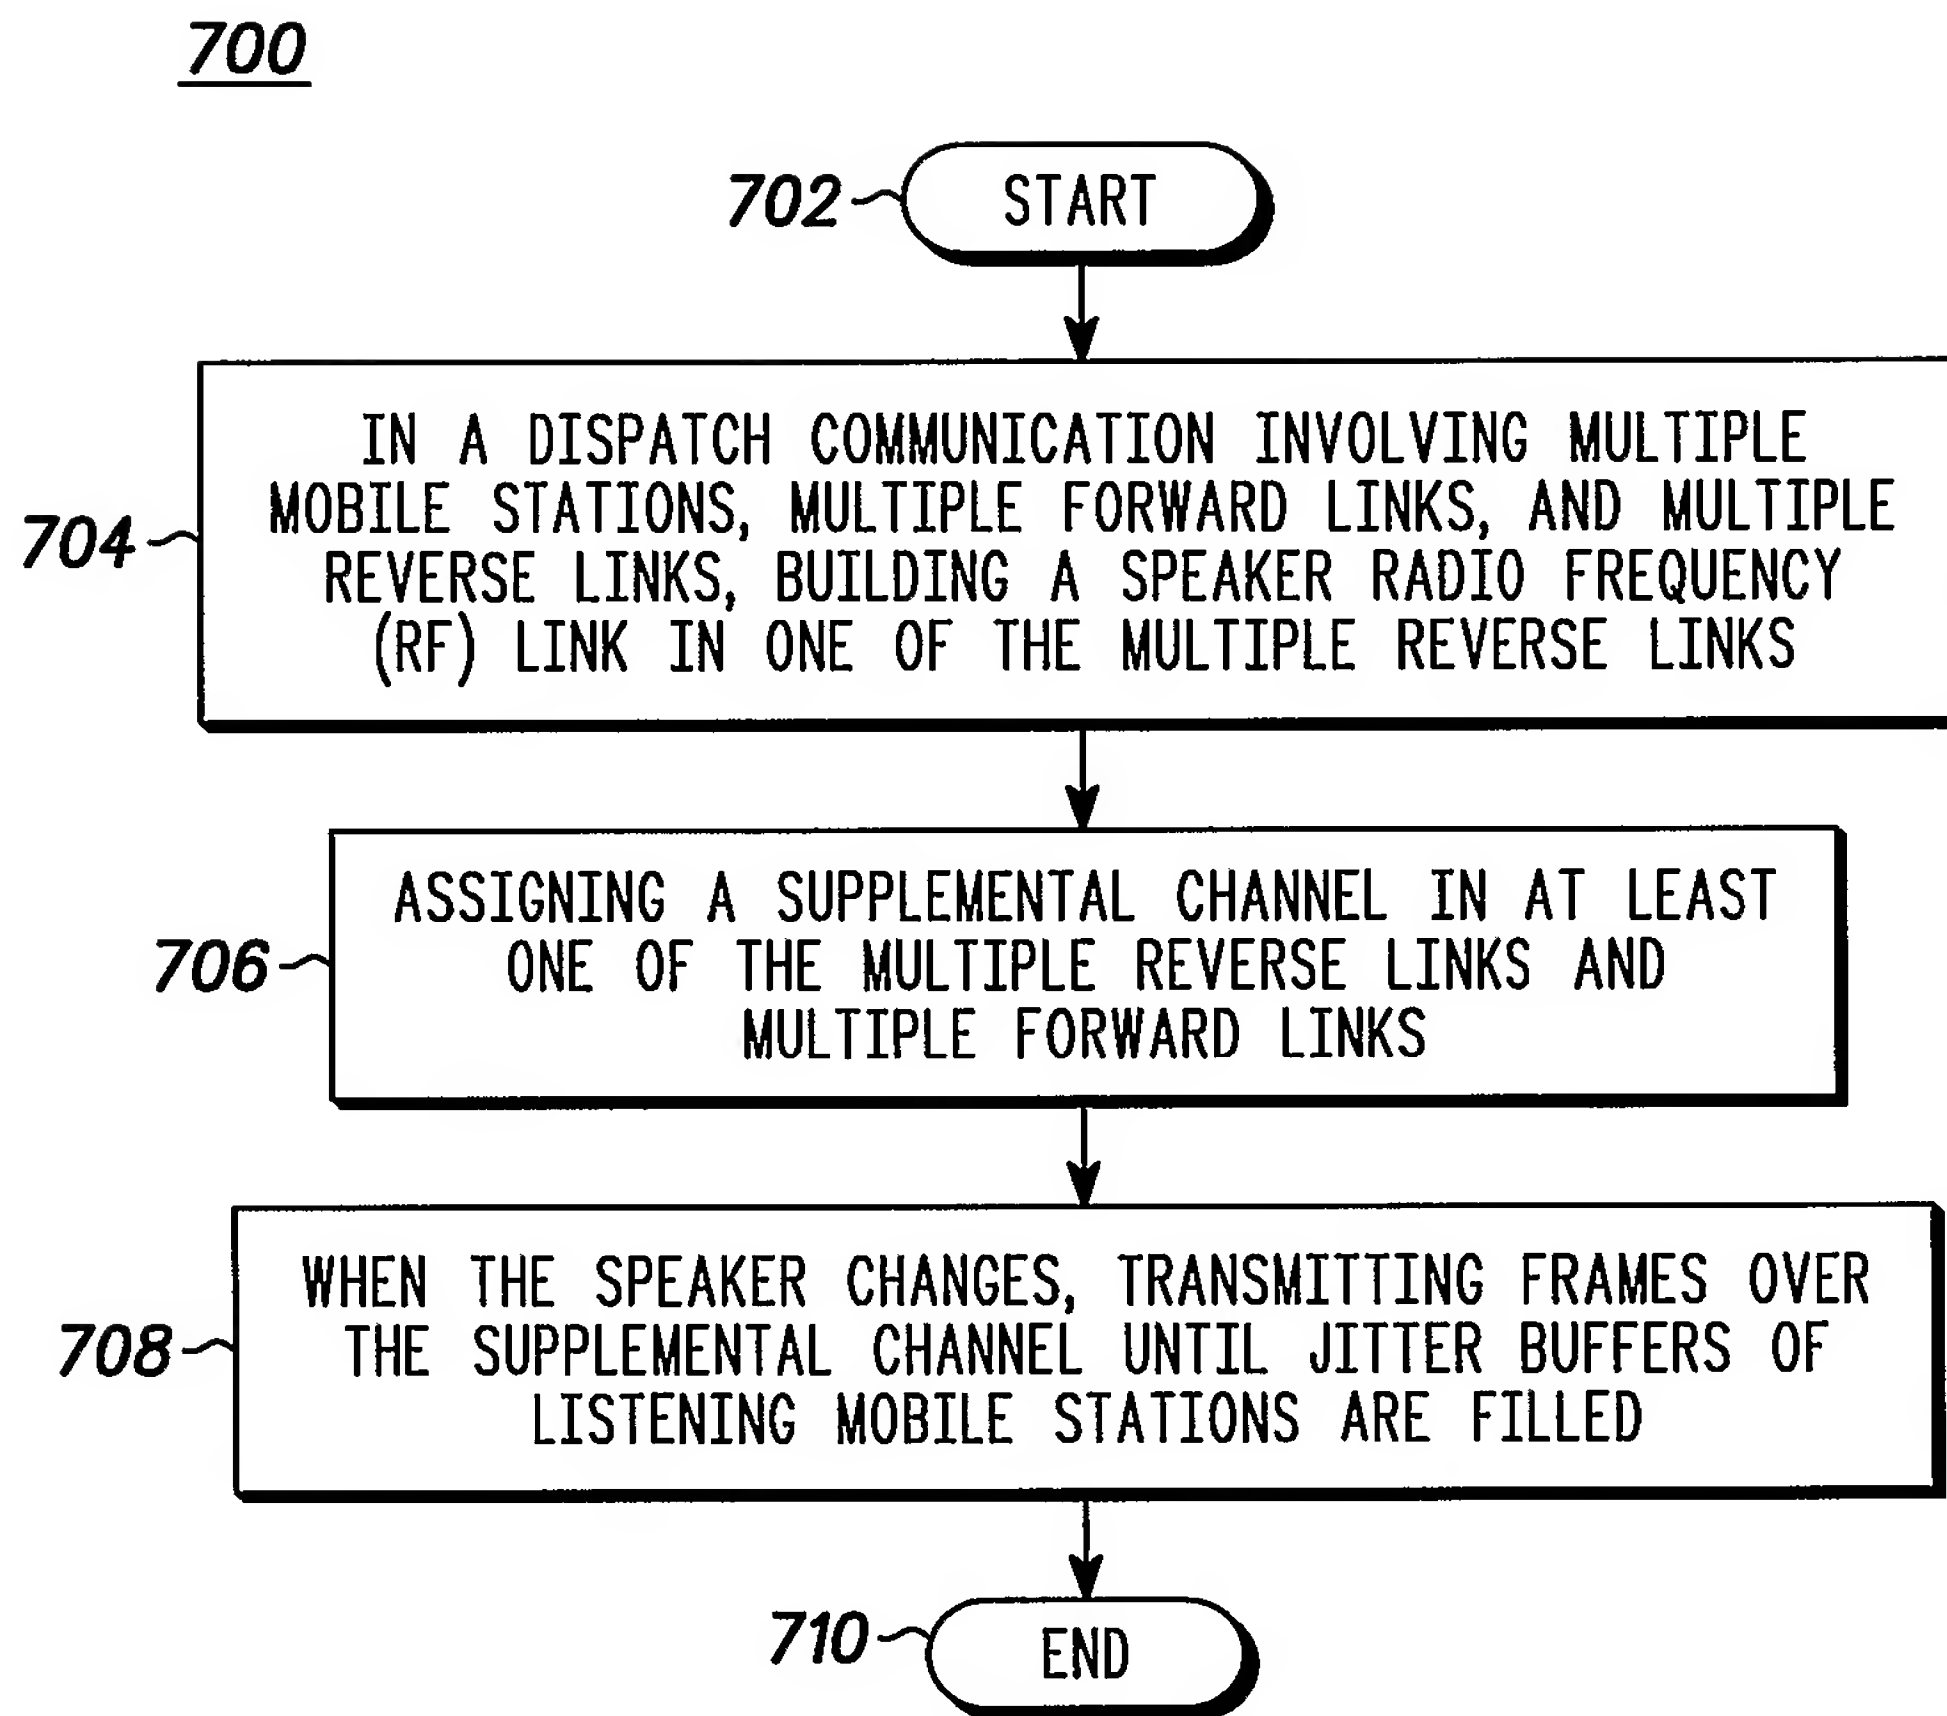 700
702
START
704
IN A DISPATCH COMMUNICATION INVOLVING MULTIPLE
MOBILE STATIONS, MULTIPLE FORWARD LINKS, AND MULTIPLE
REVERSE LINKS, BUILDING A SPEAKER RADIO FREQUENCY
(RF) LINK IN ONE OF THE MULTIPLE REVERSE LINKS
706
ASSIGNING A SUPPLEMENTAL CHANNEL IN AT LEAST
ONE OF THE MULTIPLE REVERSE LINKS AND
MULTIPLE FORWARD LINKS
708
WHEN THE SPEAKER CHANGES, TRANSMITTING FRAMES OVER
THE SUPPLEMENTAL CHANNEL UNTIL JITTER BUFFERS OF
LISTENING MOBILE STATIONS ARE FILLED
710
END